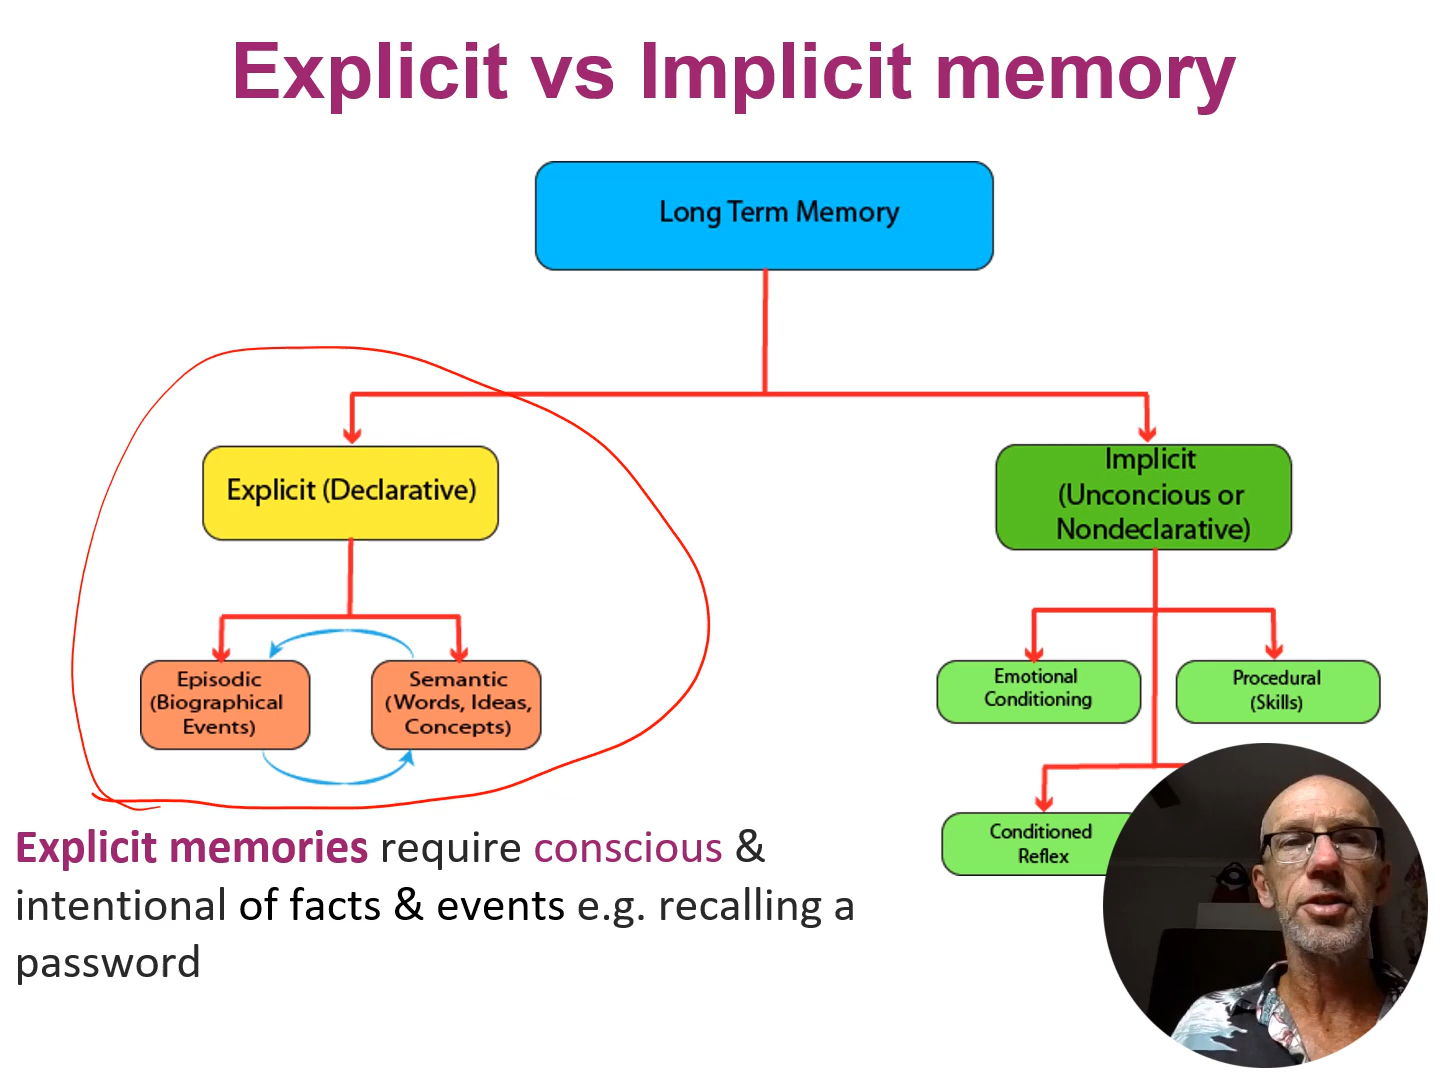 Explicit vs Implicit memory
Long Term Memory
Explicit (Declarative)
Implicit
(Unconcious or
Nondeclarative)
Episodic
(Biographical
Events)
Semantic
(Words, Ideas,
Concepts)
Emotional
Conditioning
Procedural
(Skills)
Conditioned
Reflex
Explicit memories require conscious &
intentional of facts & events e.g. recalling a
password